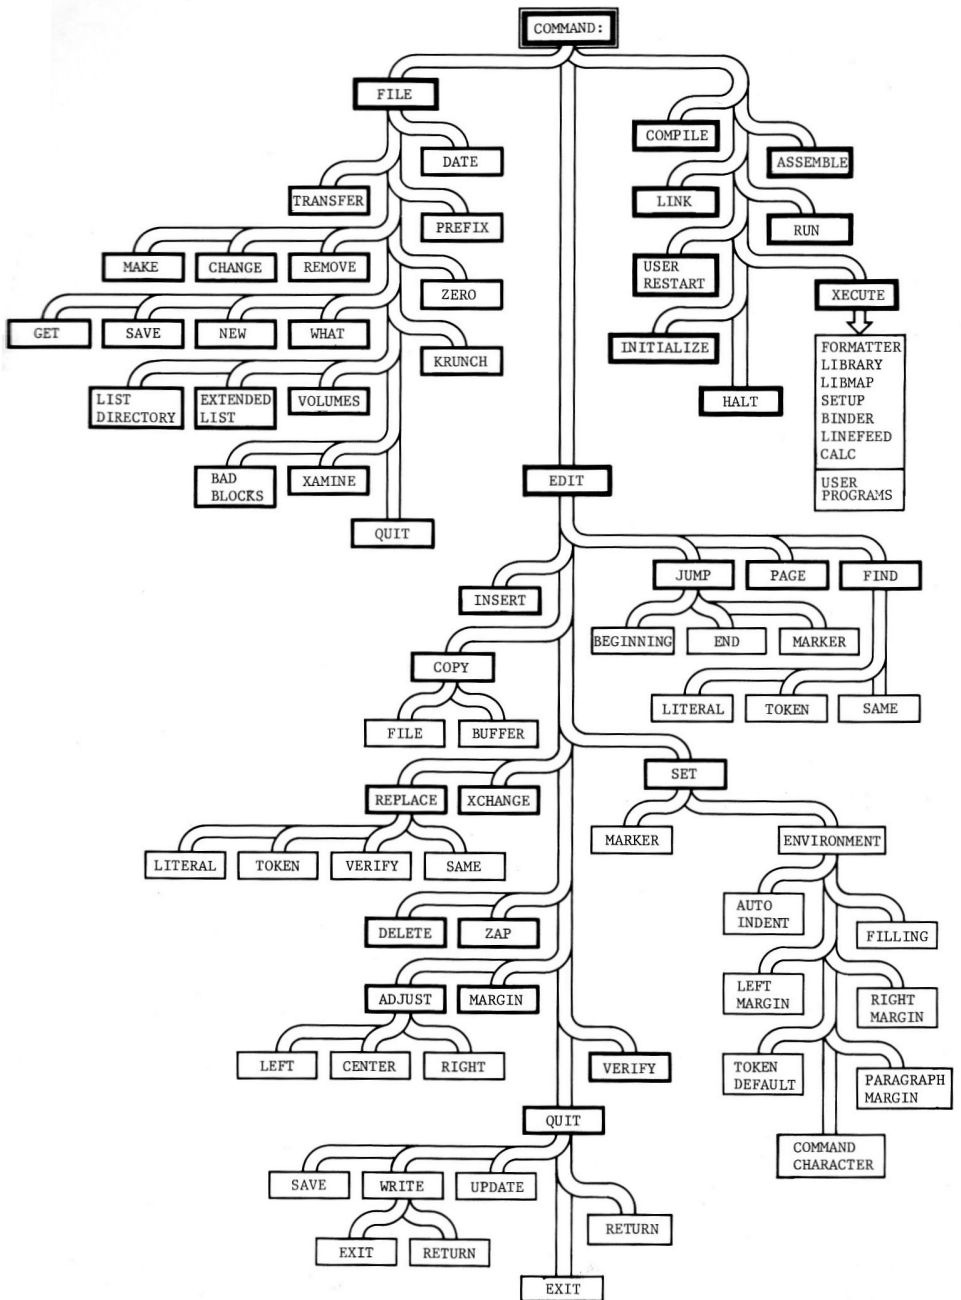 COMMAND:
FILE
COMPILE
DATE
ASSEMBLE
TRANSFER
LINK
PREFIX
RUN
MAKE
CHANGE
REMOVE
USER
RESTART
ZERO
XECUTE
GET
SAVE
NEW
WHAT
INITIALIZE
KRUNCH
FORMATTER
LIBRARY
LIBMAP
SETUP
BINDER
LINEFEED
CALC
USER
PROGRAMS
LIST
DIRECTORY
EXTENDED
LIST
VOLUMES
HALT
BAD
BLOCKS
XAMINE
EDIT
QUIT
JUMP
PAGE
FIND
INSERT
BEGINNING
END
MARKER
COPY
LITERAL
TOKEN
SAME
FILE
BUFFER
SET
REPLACE
XCHANGE
MARKER
ENVIRONMENT
LITERAL
TOKEN
VERIFY
SAME
AUTO
INDENT
FILLING
DELETE
ZAP
LEFT
MARGIN
RIGHT
MARGIN
ADJUST
MARGIN
LEFT
CENTER
RIGHT
VERIFY
TOKEN
DEFAULT
PARAGRAPH
MARGIN
QUIT
COMMAND
CHARACTER
SAVE
WRITE
UPDATE
RETURN
EXIT
RETURN
EXIT